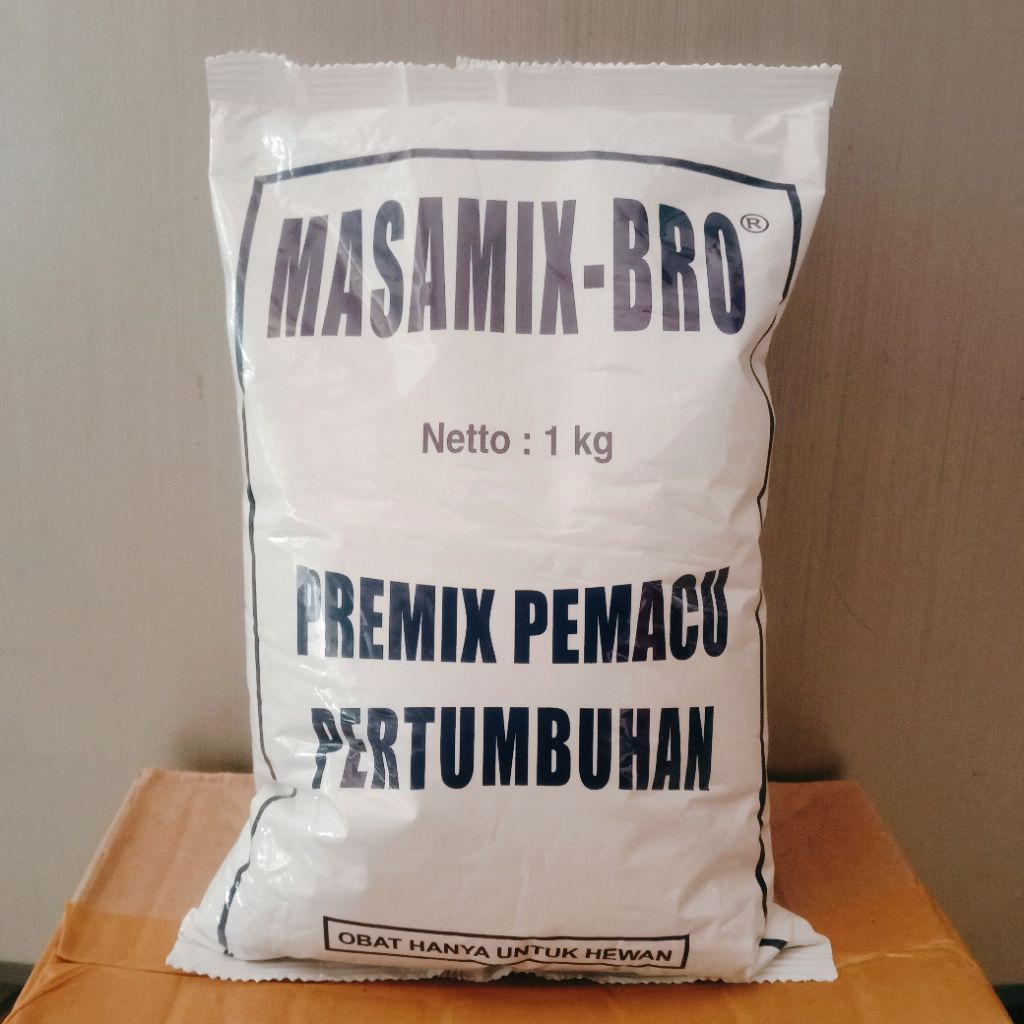 MASAMIX-BRO®
Netto : 1 kg
PREMIX PEMACU
PERTUMBUHAN
OBAT HANYA UNTUK HEWAN